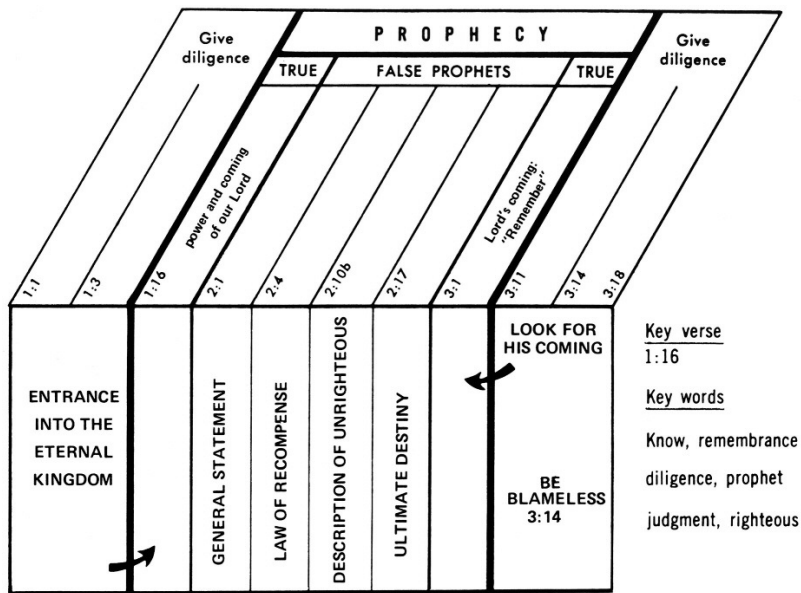 PROPHECY
Give
diligence
TRUE
FALSE PROPHETS
TRUE
Give
diligence
power and coming
of our Lord
Lord's coming:
"Remember"
1:1
1:3
1:16
2:1
2:4
2:10b
2:17
3:1
3:11
3:14
3:18
ENTRANCE
INTO THE
ETERNAL
KINGDOM
GENERAL STATEMENT
LAW OF RECOMPENSE
DESCRIPTION OF UNRIGHTEOUS
ULTIMATE DESTINY
LOOK FOR
HIS COMING
BE
BLAMELESS
3:14
Key verse
1:16
Key words
Know, remembrance
diligence, prophet
judgment, righteous